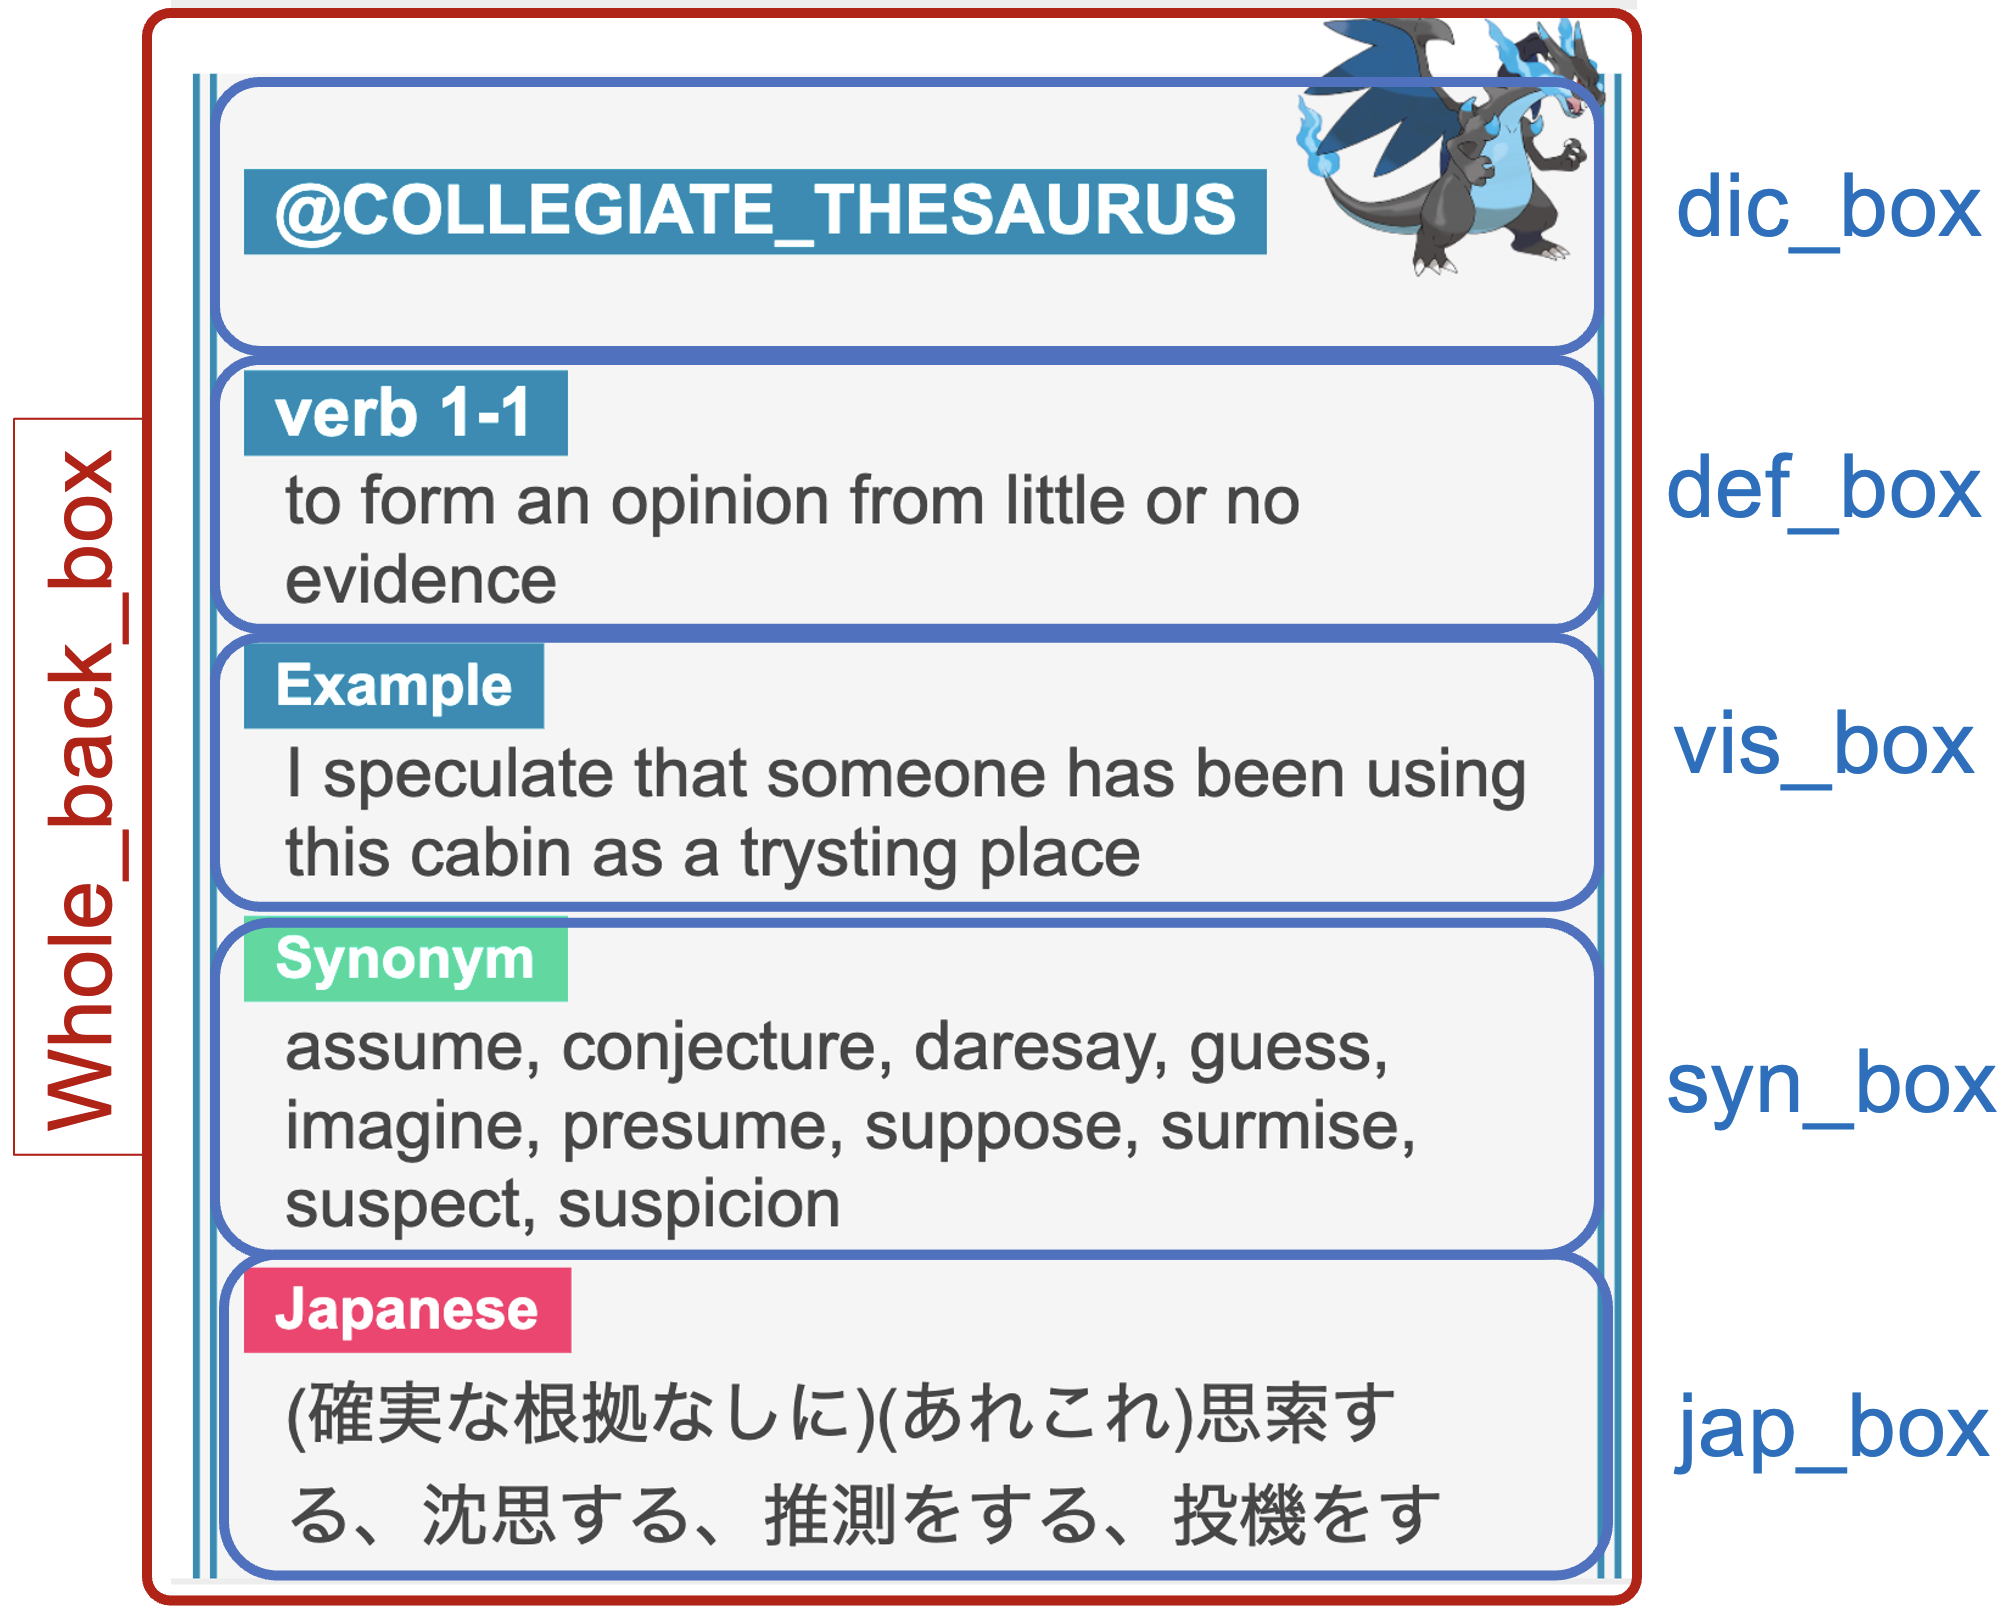 @COLLEGIATE_THESAURUS
dic_box
verb 1-1
to form an opinion from little or no
evidence
def_box
Example
I speculate that someone has been using
this cabin as a trysting place
vis_box
Whole_back_box
Synonym
assume, conjecture, daresay, guess,
imagine, presume, suppose, surmise,
suspect, suspicion
syn_box
Japanese
(確実な根拠なしに)(あれこれ)思索す
る、沈思する、推測をする、投機をす
jap_box